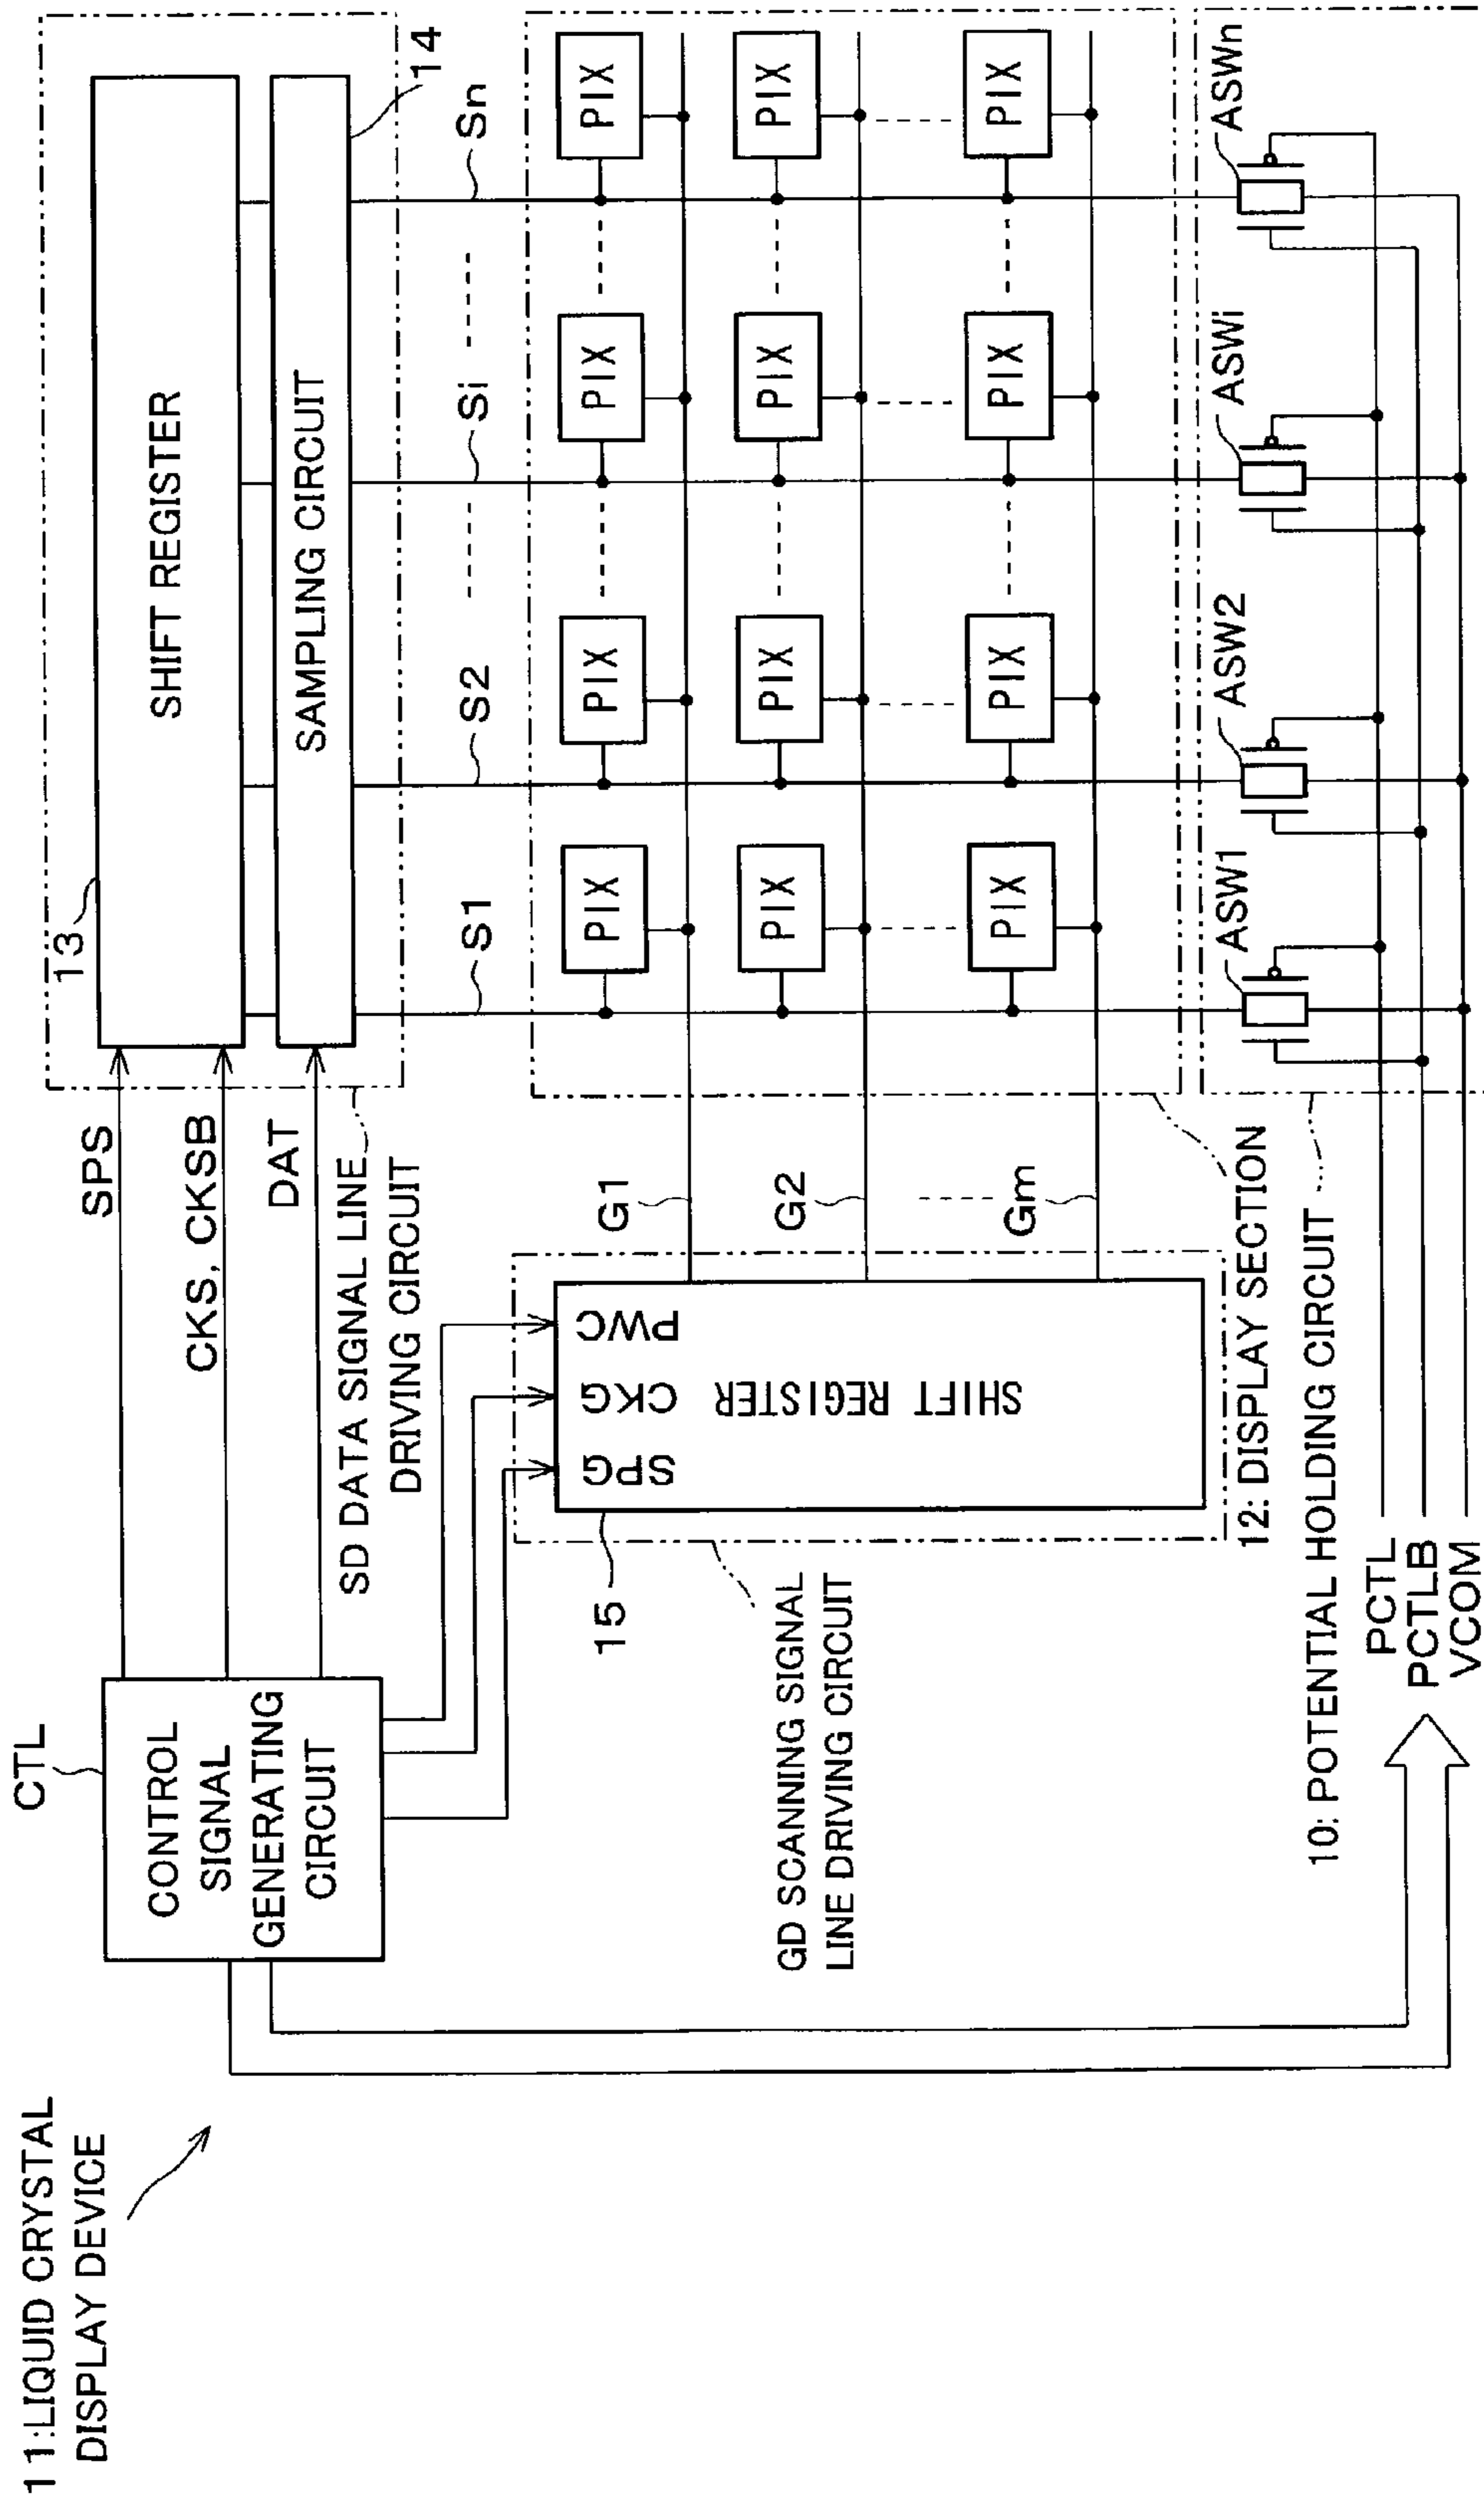 11:LIQUID CRYSTAL
DISPLAY DEVICE
CTL
CONTROL
SIGNAL
GENERATING
CIRCUIT
SPS
CKS, CKSB
DAT
13
SHIFT REGISTER
SAMPLING CIRCUIT
14
SD DATA SIGNAL LINE
DRIVING CIRCUIT
S1
S2
Si
Sn
15
SPG
CKG
PWC
SHIFT REGISTER
GD SCANNING SIGNAL
LINE DRIVING CIRCUIT
G1
PIX
PIX
PIX
PIX
G2
PIX
PIX
PIX
PIX
Gm
PIX
PIX
PIX
PIX
12: DISPLAY SECTION
10: POTENTIAL HOLDING CIRCUIT
ASW1
ASW2
ASWi
ASWn
PCTL
PCTLB
VCOM